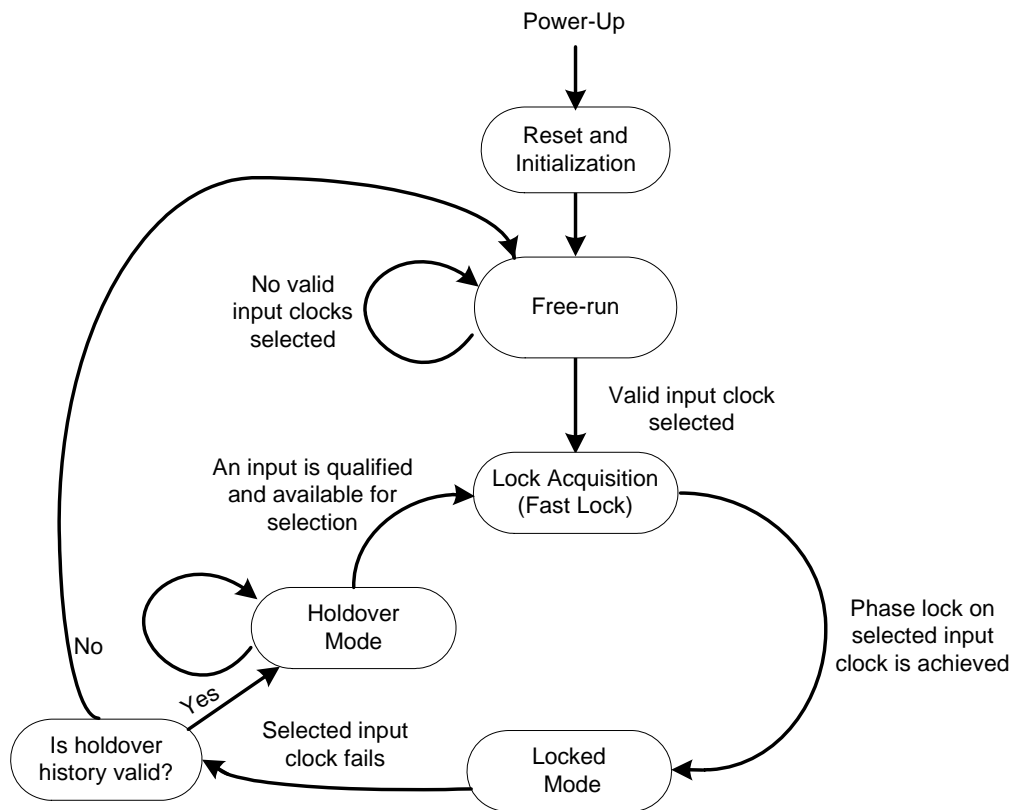 Power-Up
Reset and
Initialization
No valid
input clocks
selected
Free-run
Valid input clock
selected
An input is qualified
and available for
selection
Lock Acquisition
(Fast Lock)
Holdover
Mode
Phase lock on
selected input
clock is achieved
No
Yes
Is holdover
history valid?
Selected input
clock fails
Locked
Mode